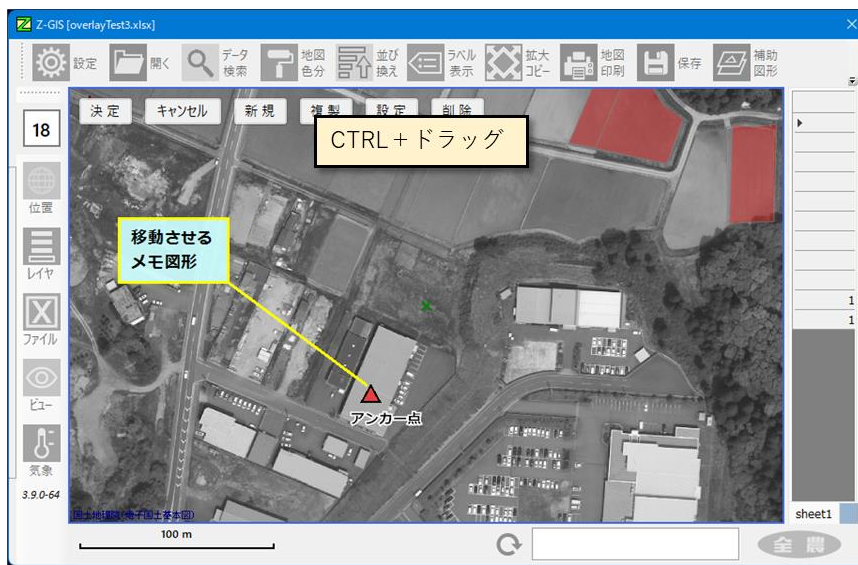 Z-GIS [overlayTest3.xlsx]
設定
開く
データ
検索
地図
色分
並び
換え
ラベル
表示
拡大
コピー
地図
印刷
保存
補助
図形
18
位置
レイヤ
ファイル
ビュー
気象
3.9.0-64
決定
キャンセル
新規
複製
設定
削除
CTRL+ドラッグ
移動させる
メモ図形
アンカー点
国土地理院(電子国土基本図)
100 m
1
1
sheet1
全農